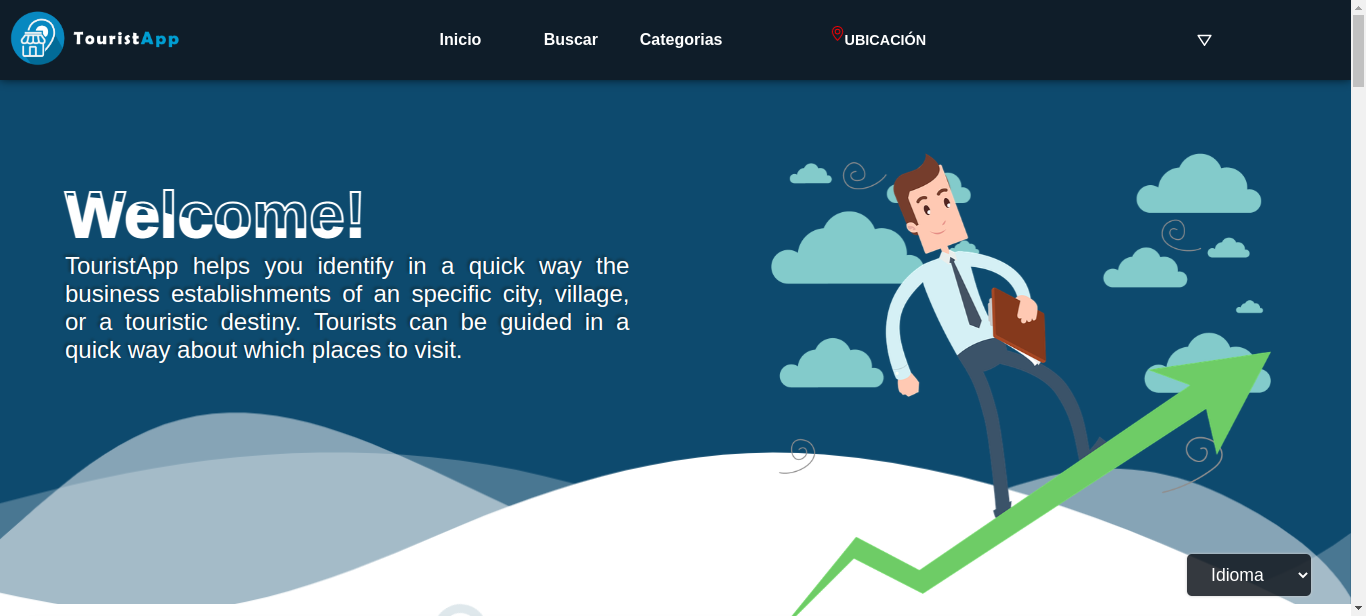 TouristApp
Inicio
Buscar
Categorias
UBICACIÓN
Welcome!
TouristApp helps you identify in a quick way the
business establishments of an specific city, village,
or a touristic destiny. Tourists can be guided in a
quick way about which places to visit.
Idioma